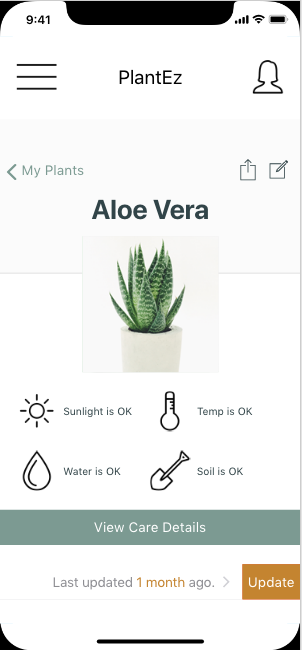 9:41
PlantEz
My Plants
Aloe Vera
Sunlight is OK
Temp is OK
Water is OK
Soil is OK
View Care Details
Last updated 1 month ago.
Update